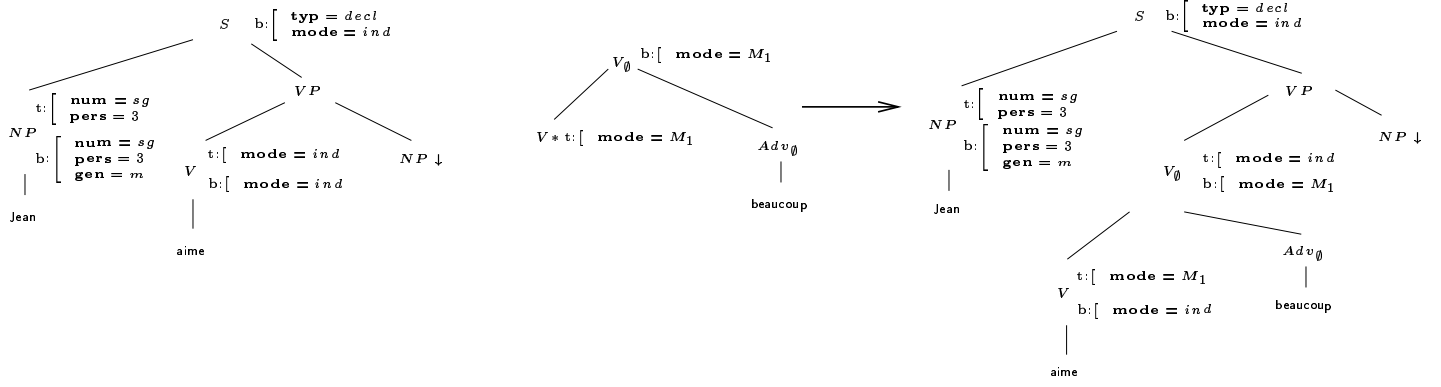 S b:[ typ = decl
mode = ind
VP
t:[ num = sg
pers = 3
NP
b:[ num = sg
pers = 3
gen = m
V t:[ mode = ind
b:[ mode = ind
NP ↓
Jean
aime
V∅ b:[ mode = M1
V* t:[ mode = M1
Adv∅
beaucoup
S b:[ typ = decl
mode = ind
VP
t:[ num = sg
pers = 3
NP
b:[ num = sg
pers = 3
gen = m
NP ↓
V∅ t:[ mode = ind
b:[ mode = M1
Jean
Adv∅
V t:[ mode = M1
b:[ mode = ind
beaucoup
aime